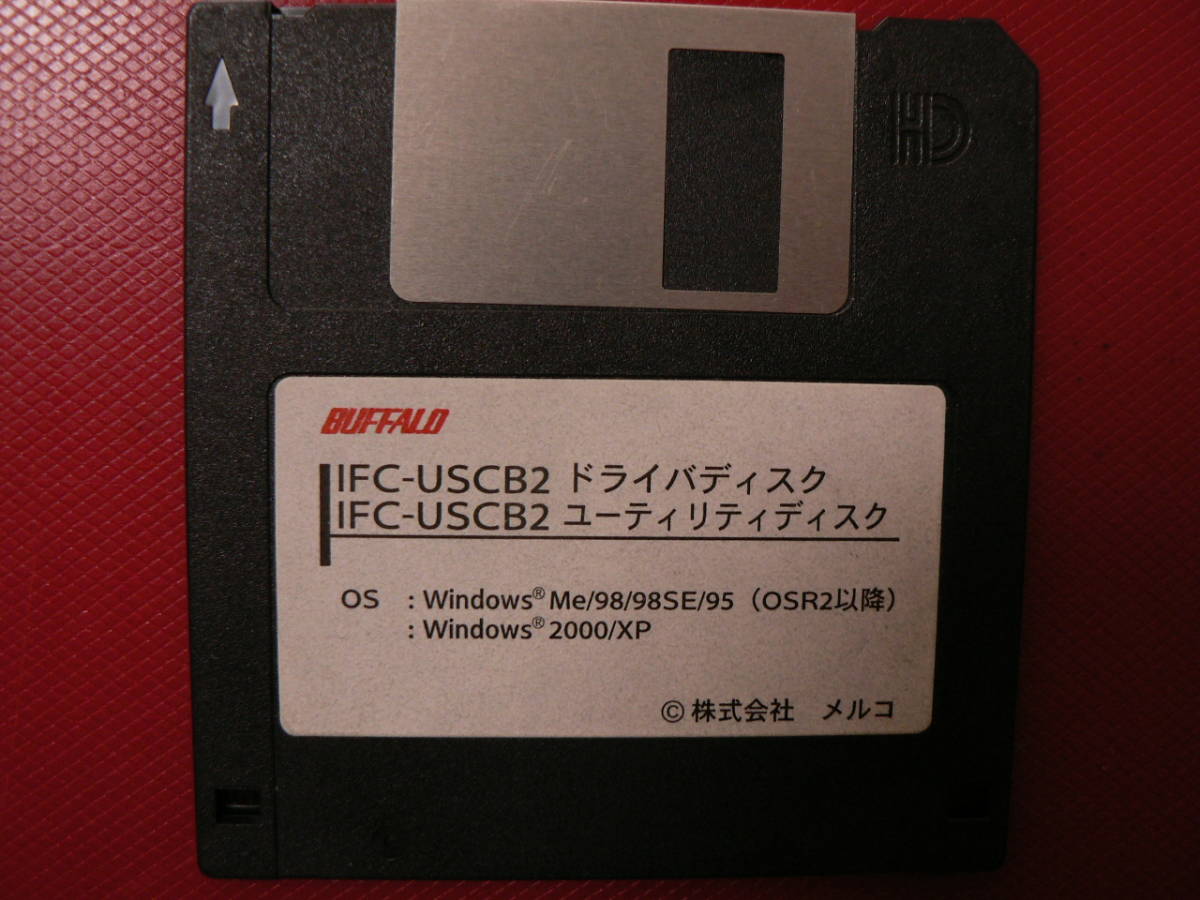 HD
BUFFALO
IFC-USCB2 ドライバディスク
IFC-USCB2 ユーティリティディスク
OS : Windows® Me/98/98SE/95（OSR2以降）
: Windows® 2000/XP
© 株式会社 メルコ